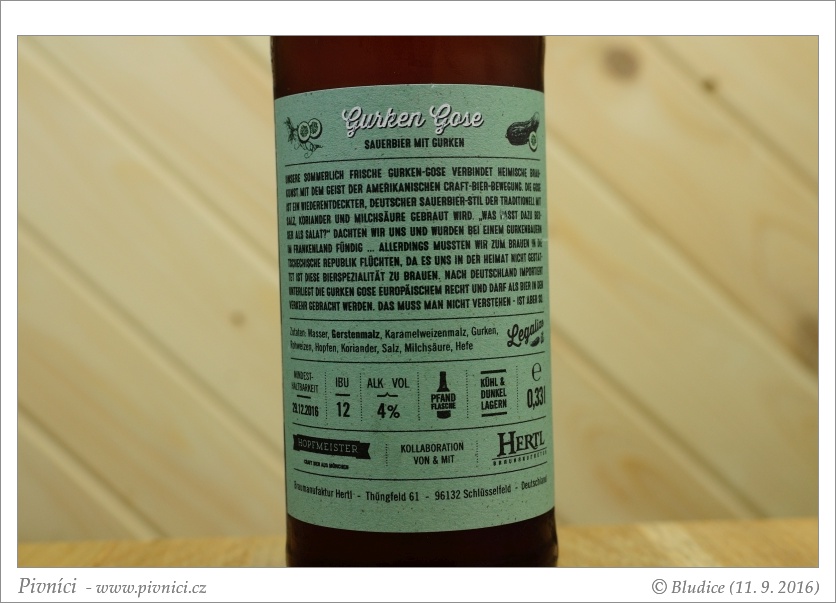 Gurken Gose
SAUERBIER MIT GURKEN
UNSERE SOMMERLICH FRISCHE GURKEN-GOSE VERBINDET HEIMISCHE BRAU-
KUNST MIT DEM GEIST DER AMERIKANISCHEN CRAFT-BIER-BEWEGUNG. DIE GOSE
IST EIN WIEDERENTDECKTER, DEUTSCHER SAUERBIER-STIL DER TRADITIONELL MIT
SALZ, KORIANDER UND MILCHSÄURE GEBRAUT WIRD. „WAS PASST DAZU BES-
SER ALS SALAT?“ DACHTEN WIR UNS UND WURDEN BEI EINEM GURKENBAUERN
IM FRANKENLAND FÜNDIG ... ALLERDINGS MUSSTEN WIR ZUM BRAUEN IN DIE
TSCHECHISCHE REPUBLIK FLÜCHTEN, DA ES UNS IN DER HEIMAT NICHT GESTAT-
TET IST DIESE BIERSPEZIALITÄT ZU BRAUEN. NACH DEUTSCHLAND IMPORTIERT
UNTERLIEGT DIE GURKEN GOSE EUROPÄISCHEM RECHT UND DARF ALS BIER IN DEN
VERKEHR GEBRACHT WERDEN. DAS MUSS MAN NICHT VERSTEHEN - IST ABER SO.
Zutaten: Wasser, Gerstenmalz, Karamelweizenmalz, Gurken,
Rohweizen, Hopfen, Koriander, Salz, Milchsäure, Hefe
MINDEST-
HALTBARKEIT
29.12.2016
IBU
12
ALK VOL
4%
PFAND
FLASCHE
KÜHL &
DUNKEL
LAGERN
e
0,33l
HOPFMEISTER
CRAFT BIER AUS MÜNCHEN
KOLLABORATION
VON & MIT
HERTL
BRAUMANUFAKTUR
Braumanufaktur Hertl - Thüngfeld 61 - 96132 Schlüsselfeld - Deutschland
Pivníci - www.pivnici.cz
© Bludice (11. 9. 2016)